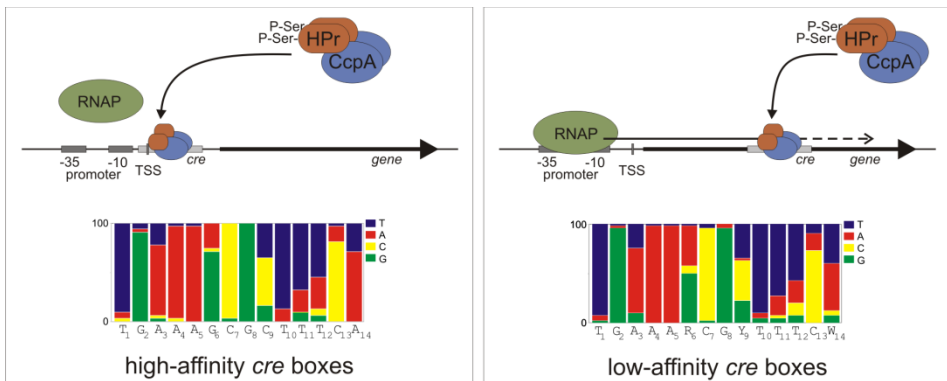 P-Ser
P-Ser-
HPr
CcpA
RNAP
-35
-10
cre
gene
promoter
TSS
100
0
T
A
C
G
T1 G2 A3 A4 A5 G6 C7 G8 C9 T10 T11 T12 C13 A14
high-affinity cre boxes
P-Ser
P-Ser-
HPr
CcpA
RNAP
-35
-10
cre
gene
promoter
TSS
100
0
T
A
C
G
T1 G2 A3 A4 A5 R6 C7 G8 Y9 T10 T11 T12 C13 W14
low-affinity cre boxes